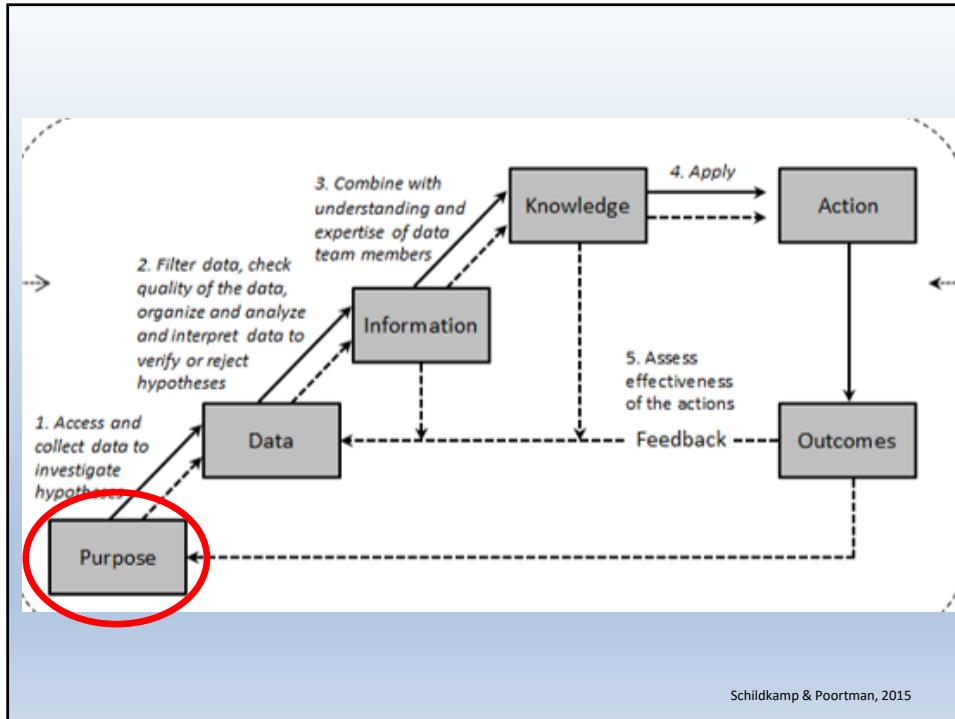 3. Combine with
understanding and
expertise of data
team members
Knowledge
4. Apply
Action
2. Filter data, check
quality of the data,
organize and analyze
and interpret data to
verify or reject
hypotheses
Information
5. Assess
effectiveness
of the actions
1. Access and
collect data to
investigate
hypotheses
Data
Feedback
Outcomes
Purpose
Schildkamp & Poortman, 2015